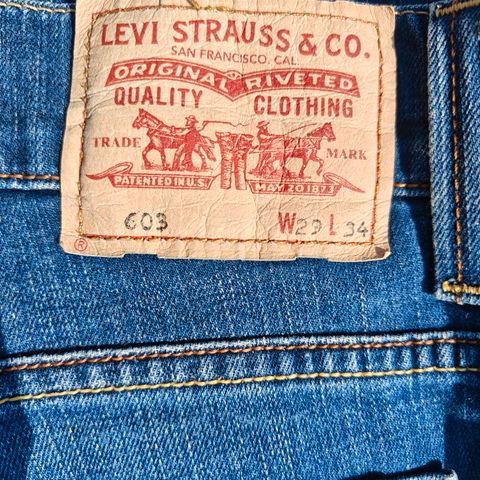 LEVI STRAUSS & CO.
SAN FRANCISCO. CAL.
ORIGINAL RIVETED
QUALITY CLOTHING
TRADE MARK
PATENTED IN U.S. MAY 20 1873
603 W29 L34
®